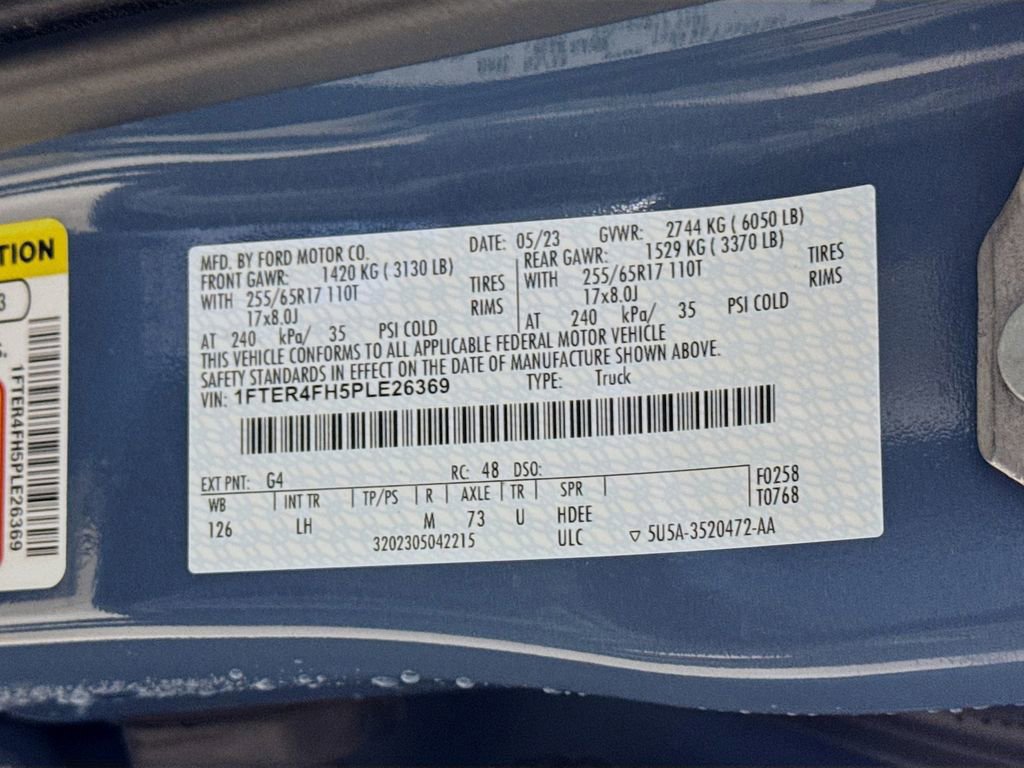 TION
3
1FTER4FH5PLE26369
MFD. BY FORD MOTOR CO. DATE: 05/23 GVWR: 2744 KG ( 6050 LB)
FRONT GAWR: 1420 KG ( 3130 LB) REAR GAWR: 1529 KG ( 3370 LB)
WITH 255/65R17 110T TIRES WITH 255/65R17 110T TIRES
17x8.0J RIMS 17x8.0J RIMS
AT 240 kPa/ 35 PSI COLD AT 240 kPa/ 35 PSI COLD
THIS VEHICLE CONFORMS TO ALL APPLICABLE FEDERAL MOTOR VEHICLE
SAFETY STANDARDS IN EFFECT ON THE DATE OF MANUFACTURE SHOWN ABOVE.
VIN: 1FTER4FH5PLE26369 TYPE: Truck
EXT PNT: G4 RC: 48 DSO: F0258
WB INT TR TP/PS R AXLE TR SPR T0768
126 LH M 73 U HDEE
3202305042215 ULC ▽ 5U5A-3520472-AA